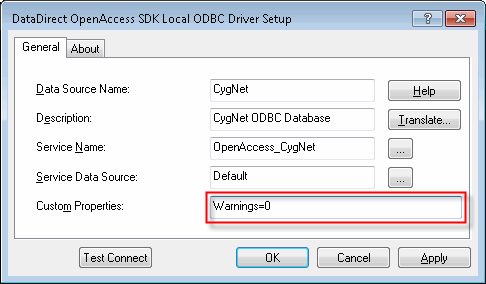 DataDirect OpenAccess SDK Local ODBC Driver Setup
General About
Data Source Name: CygNet Help
Description: CygNet ODBC Database Translate...
Service Name: OpenAccess_CygNet ...
Service Data Source: Default ...
Custom Properties: Warnings=0
Test Connect OK Cancel Apply